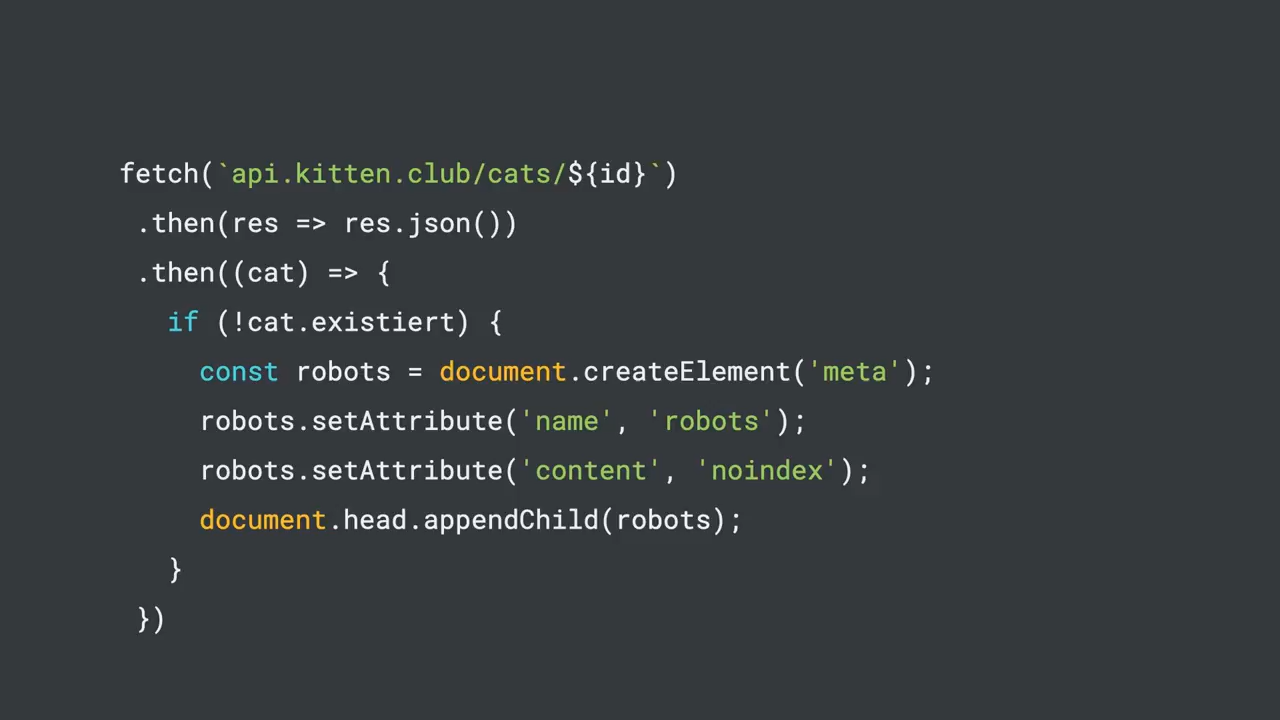 fetch(`api.kitten.club/cats/${id}`)
.then(res => res.json())
.then((cat) => {
if (!cat.existiert) {
const robots = document.createElement('meta');
robots.setAttribute('name', 'robots');
robots.setAttribute('content', 'noindex');
document.head.appendChild(robots);
}
})